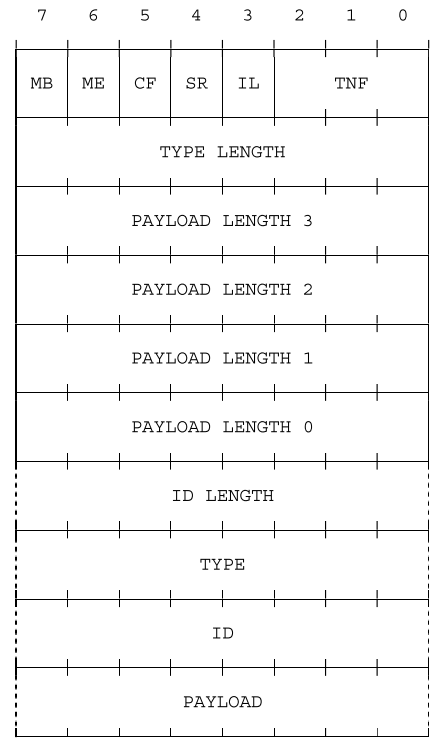 7 6 5 4 3 2 1 0
MB ME CF SR IL TNF
TYPE LENGTH
PAYLOAD LENGTH 3
PAYLOAD LENGTH 2
PAYLOAD LENGTH 1
PAYLOAD LENGTH 0
ID LENGTH
TYPE
ID
PAYLOAD